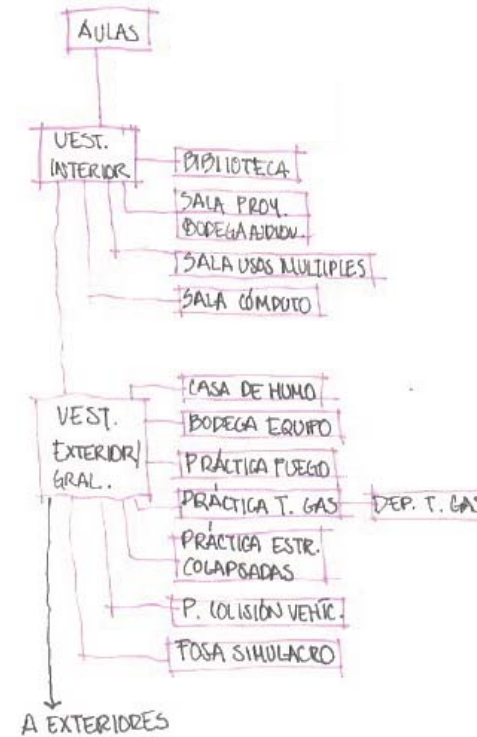 AULAS
VEST.
INTERIOR
BIBLIOTECA
SALA PROY.
BODEGA AUDIOV.
SALA USOS MULTIPLES
SALA CÓMPUTO
CASA DE HUMO
VEST.
EXTERIOR/
GRAL.
BODEGA EQUIPO
PRÁCTICA FUEGO
PRÁCTICA T. GAS
DEP. T. GAS
PRÁCTICA ESTR.
COLAPSADAS
P. COLISIÓN VEHÍC.
FOSA SIMULACRO
A EXTERIORES